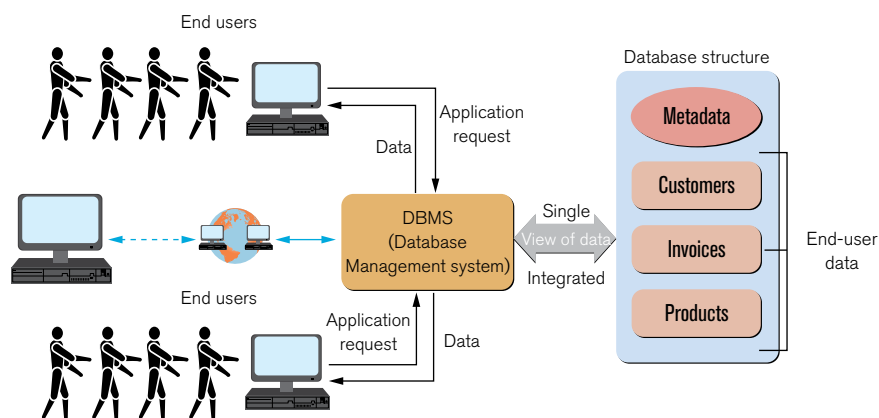 End users
Database structure
Application
request
Data
Metadata
Customers
Invoices
Products
End-user
data
DBMS
(Database
Management system)
Single
View of data
Integrated
End users
Application
request
Data